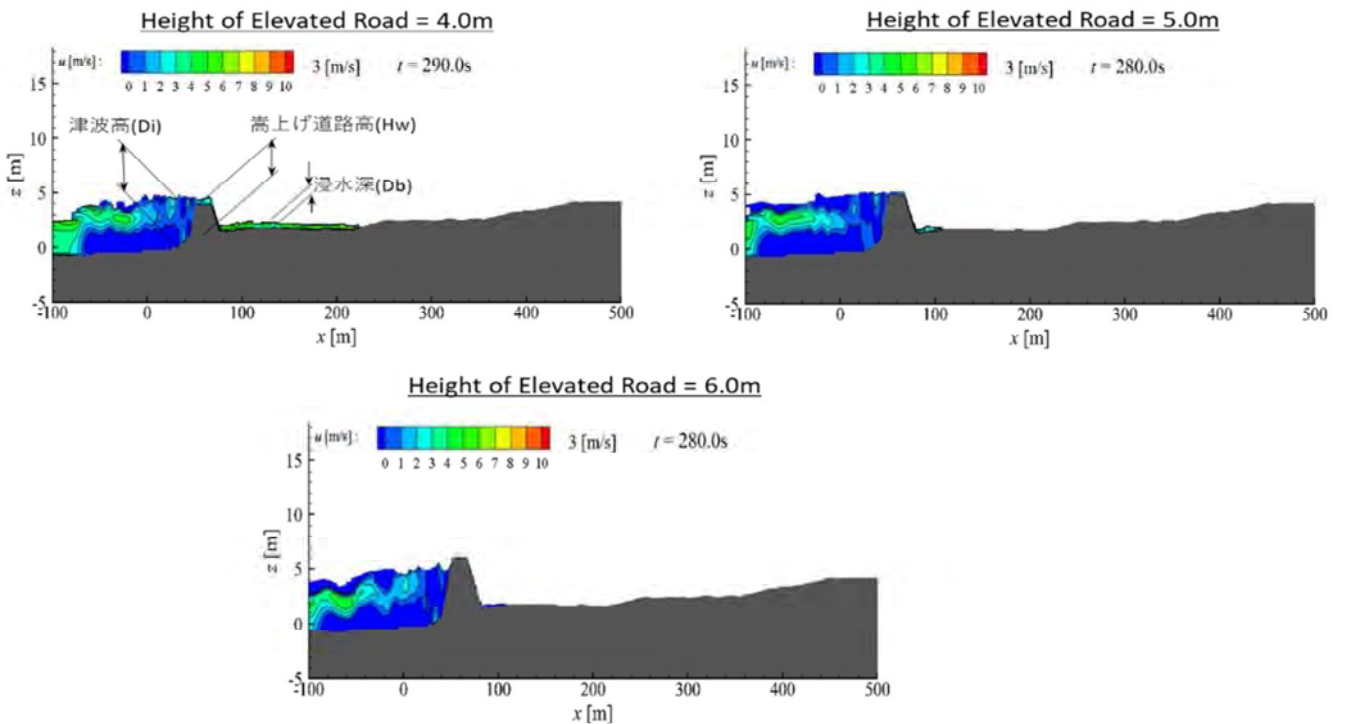 Height of Elevated Road = 4.0m
u [m/s] :
3 [m/s]
t = 290.0s
0 1 2 3 4 5 6 7 8 9 10
津波高(Di)
嵩上げ道路高(Hw)
浸水深(Db)
z [m]
15
10
5
0
-5
-100 0 100 200 300 400 500
x [m]
Height of Elevated Road = 5.0m
u [m/s] :
3 [m/s]
t = 280.0s
0 1 2 3 4 5 6 7 8 9 10
z [m]
15
10
5
0
-5
-100 0 100 200 300 400 500
x [m]
Height of Elevated Road = 6.0m
u [m/s] :
3 [m/s]
t = 280.0s
0 1 2 3 4 5 6 7 8 9 10
z [m]
15
10
5
0
-5
-100 0 100 200 300 400 500
x [m]